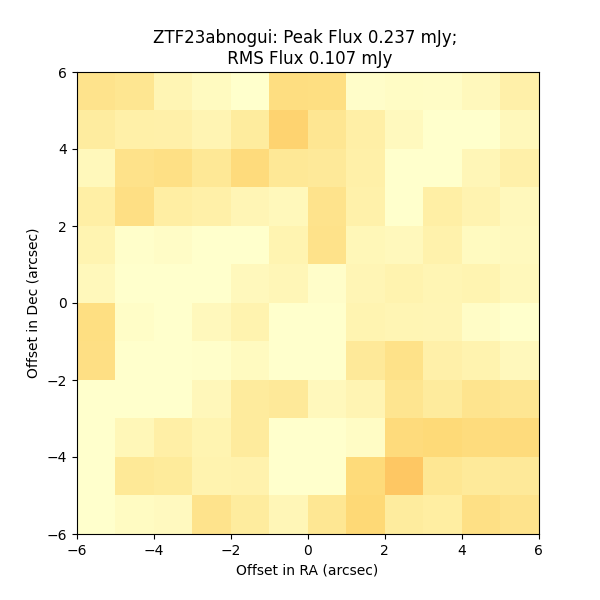 ZTF23abnogui: Peak Flux 0.237 mJy;
RMS Flux 0.107 mJy
6
4
2
0
−2
−4
−6
Offset in Dec (arcsec)
−6 −4 −2 0 2 4 6
Offset in RA (arcsec)